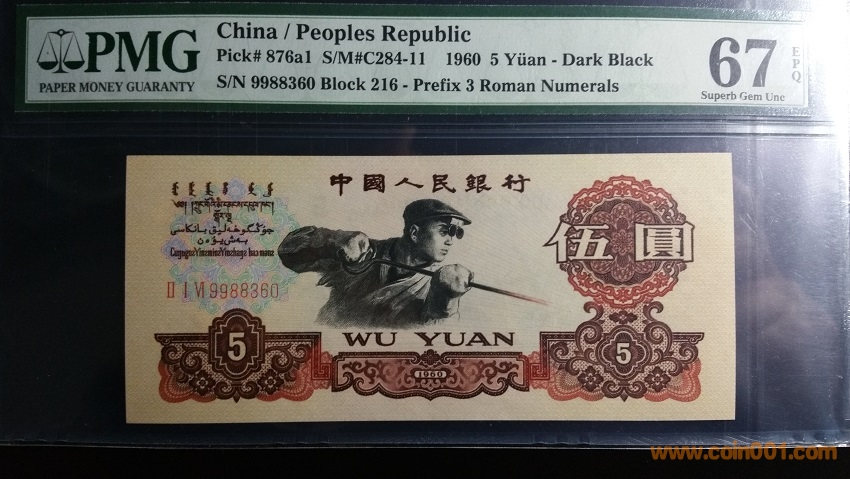 PMG
PAPER MONEY GUARANTY
China / Peoples Republic
Pick# 876a1 S/M#C284-11 1960 5 Yüan - Dark Black
S/N 9988360 Block 216 - Prefix 3 Roman Numerals
67
EPQ
Superb Gem Unc
中國人民銀行
伍圓
II I VI 9988360
5
WU YUAN
5
1960
www.coin001.com